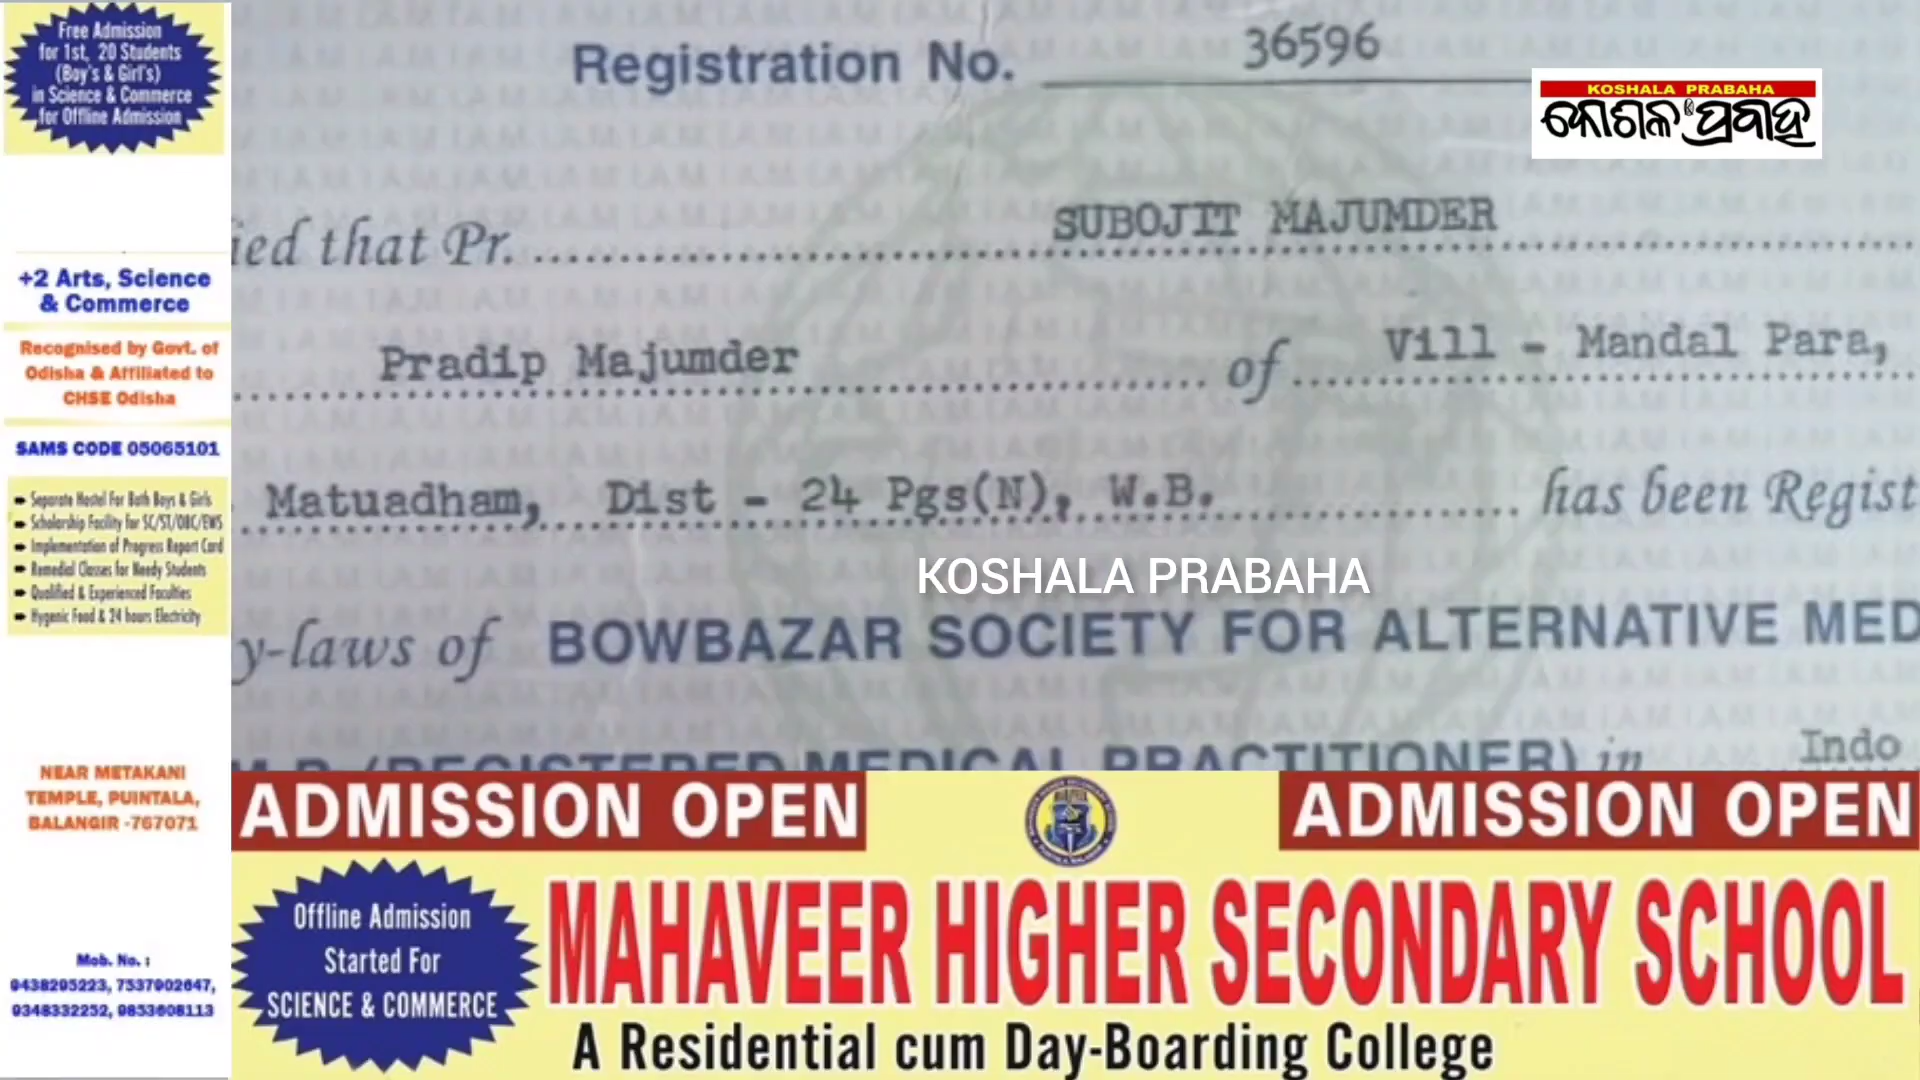 Free Admission
for 1st, 20 Students
(Boy's & Girl's)
in Science & Commerce
for Offline Admission
+2 Arts, Science
& Commerce
Recognised by Govt. of
Odisha & Affiliated to
CHSE Odisha
SAMS CODE 05065101
Separate Hostel For Both Boys & Girls
Scholarship Facility for SC/ST/OBC/EWS
Implementation of Progress Report Card
Remedial Classes for Needy Students
Qualified & Experienced Faculties
Hygenic Food & 24 hours Electricity
NEAR METAKANI
TEMPLE, PUINTALA,
BALANGIR -767071
Mob. No. :
9438295223, 7537902647,
9348332252, 9853608113
Registration No. 36596
KOSHALA PRABAHA
କୋଶଳ ପ୍ରବାହ
ied that Pr. SUBOJIT MAJUMDER
Pradip Majumder of Vill - Mandal Para,
Matuadham, Dist - 24 Pgs(N), W.B. has been Regist
KOSHALA PRABAHA
y-laws of BOWBAZAR SOCIETY FOR ALTERNATIVE MED
(REGISTERED MEDICAL PRACTITIONER) in Indo
ADMISSION OPEN
ADMISSION OPEN
Offline Admission
Started For
SCIENCE & COMMERCE
MAHAVEER HIGHER SECONDARY SCHOOL
A Residential cum Day-Boarding College